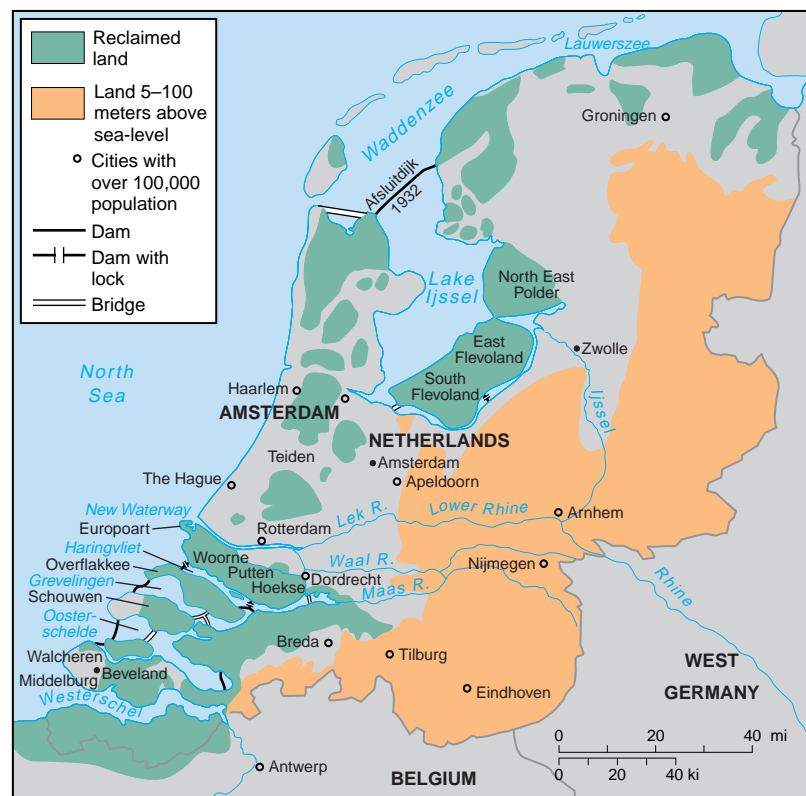 Reclaimed
land
Land 5–100
meters above
sea-level
Cities with
over 100,000
population
Dam
Dam with
lock
Bridge
Lauwerszee
Waddenzee
Groningen
Afsluitdijk
1932
Lake
Ijssel
North East
Polder
East
Flevoland
South
Flevoland
Zwolle
Ijssel
North
Sea
Haarlem
AMSTERDAM
NETHERLANDS
Teiden
Amsterdam
Apeldoorn
The Hague
New Waterway
Europoart
Rotterdam
Lek R.
Lower Rhine
Arnhem
Haringvliet
Woorne
Putten
Hoekse
Overflakkee
Grevelingen
Schouwen
Ooster-
schelde
Waal R.
Dordrecht
Maas R.
Nijmegen
Rhine
Walcheren
Beveland
Middelburg
Westerschel
Breda
Tilburg
Eindhoven
WEST
GERMANY
Antwerp
BELGIUM
0 20 40 mi
0 20 40 ki